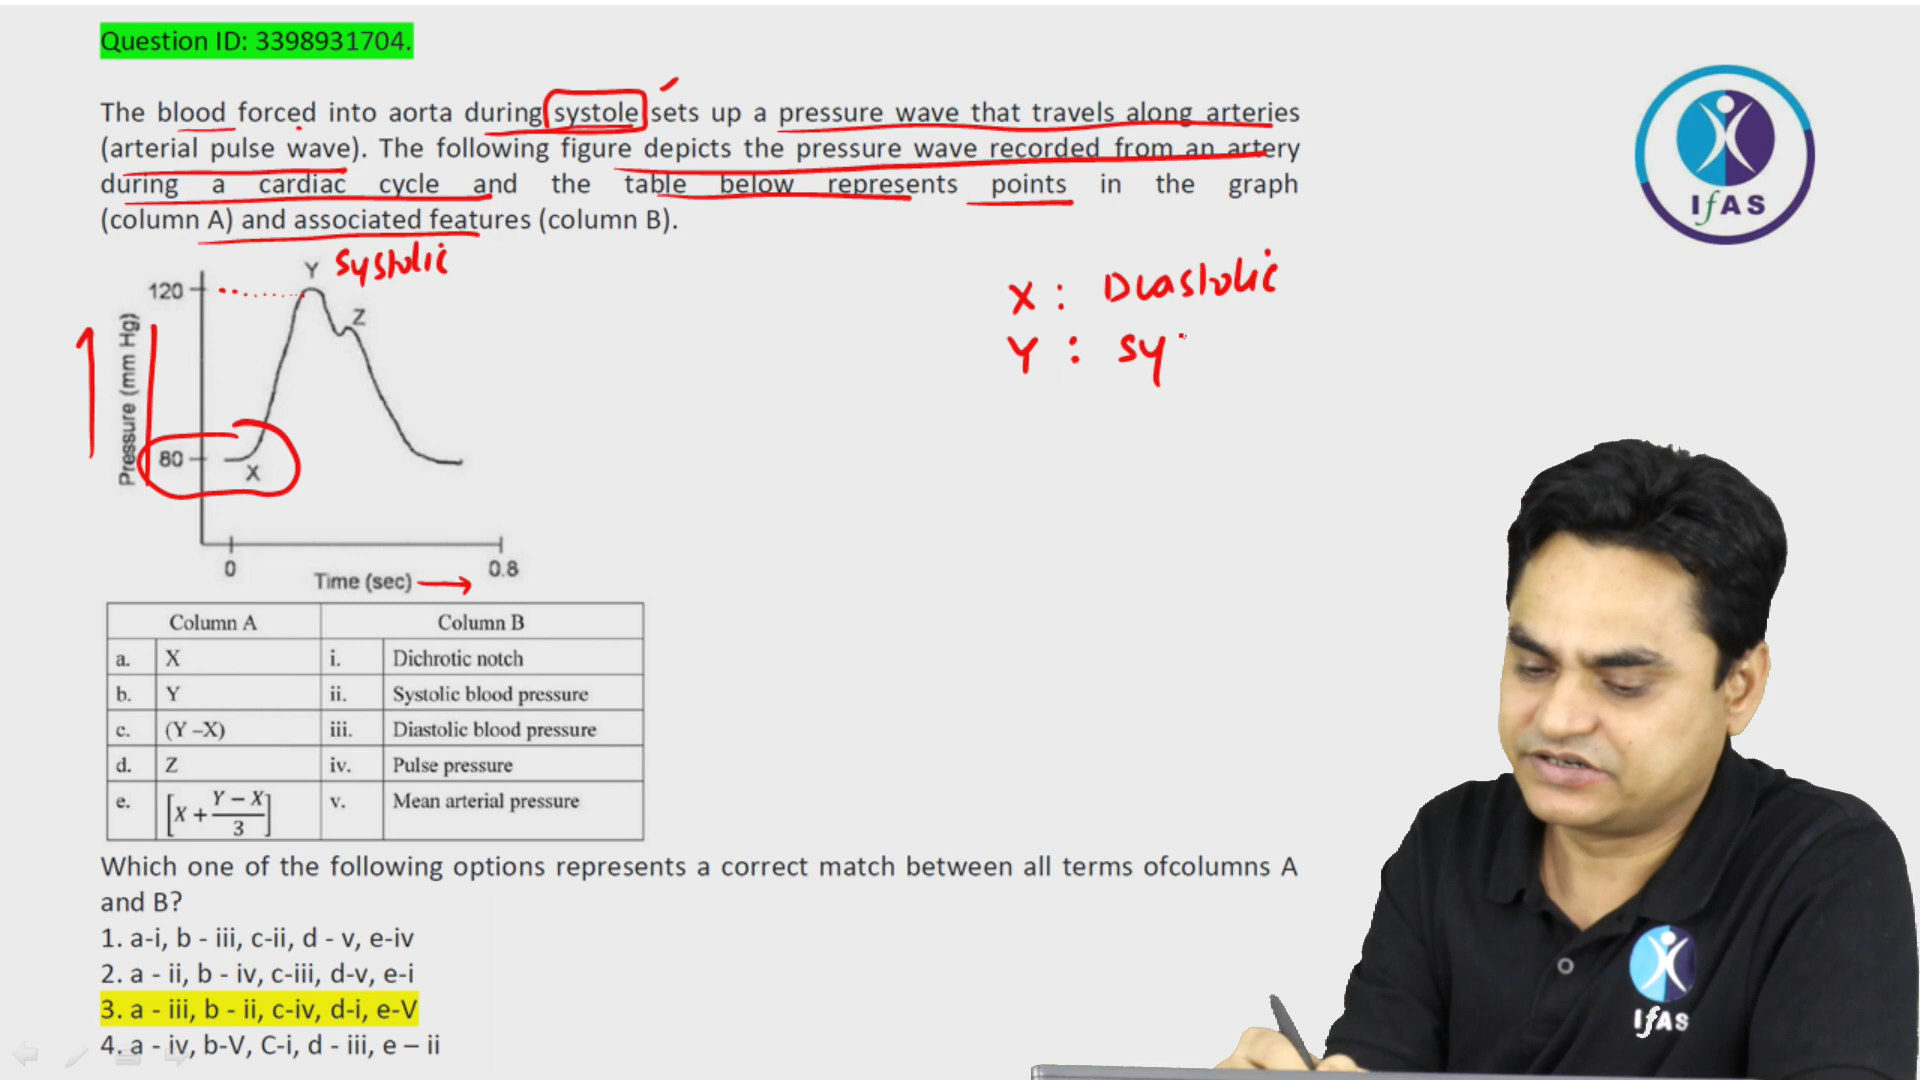 Question ID: 3398931704.
The blood forced into aorta during systole sets up a pressure wave that travels along arteries
(arterial pulse wave). The following figure depicts the pressure wave recorded from an artery
during a cardiac cycle and the table below represents points in the graph
(column A) and associated features (column B).
IfAS
Y systolic
120
Z
Pressure (mm Hg)
80
X
0
0.8
Time (sec)
X : Diastolic
Y : sy
Column A Column B
a. X i. Dichrotic notch
b. Y ii. Systolic blood pressure
c. (Y –X) iii. Diastolic blood pressure
d. Z iv. Pulse pressure
e. [X + Y – X / 3] v. Mean arterial pressure
Which one of the following options represents a correct match between all terms ofcolumns A
and B?
1. a-i, b - iii, c-ii, d - v, e-iv
2. a - ii, b - iv, c-iii, d-v, e-i
3. a - iii, b - ii, c-iv, d-i, e-V
4. a - iv, b-V, C-i, d - iii, e – ii
IfAS